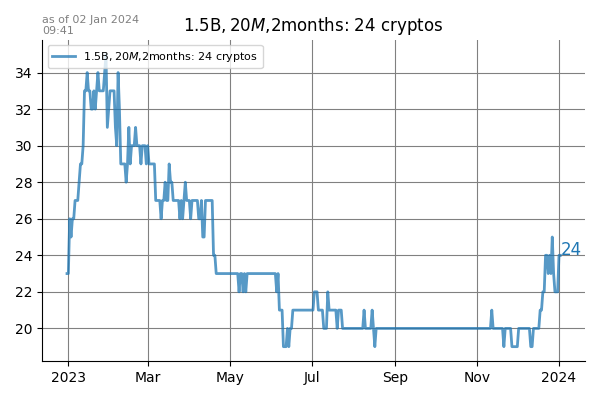 as of 02 Jan 2024
09:41
1.5B, 20M,2months: 24 cryptos
1.5B, 20M,2months: 24 cryptos
34
32
30
28
26
24
22
20
24
2023
Mar
May
Jul
Sep
Nov
2024